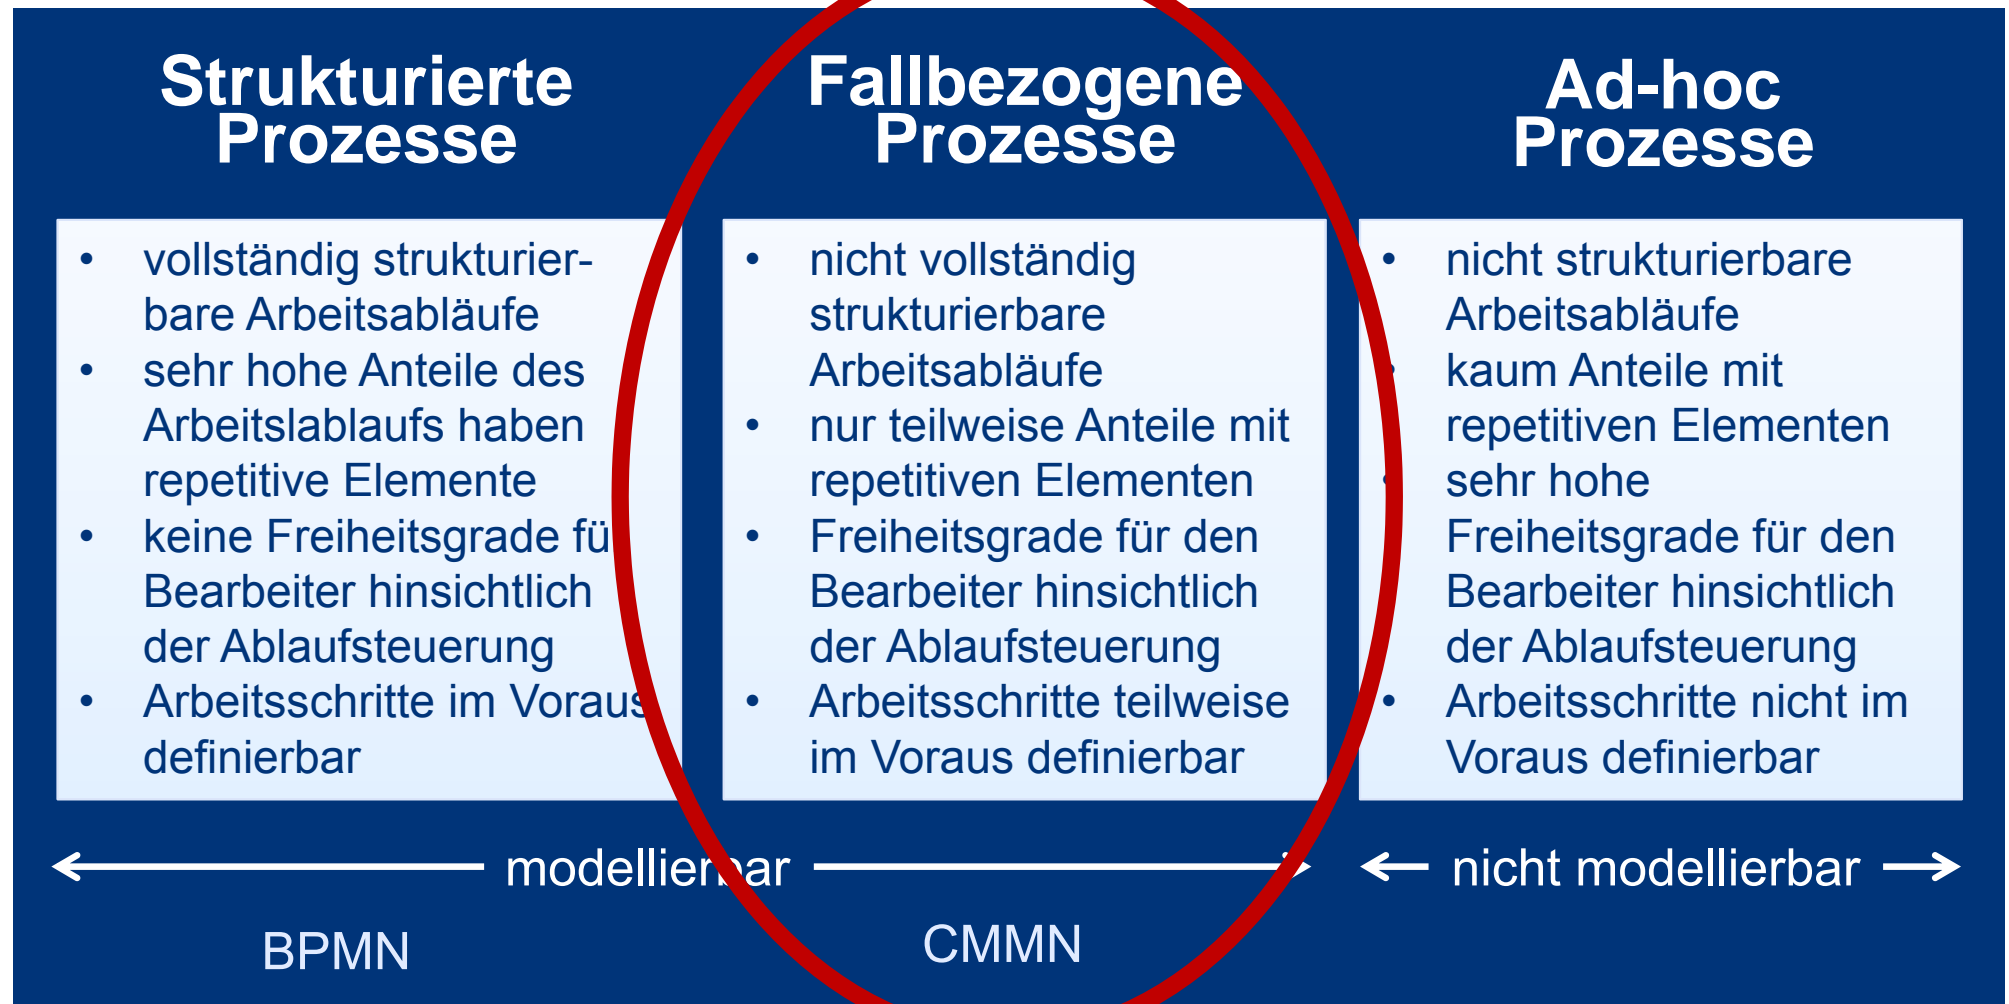 Strukturierte
Prozesse
vollständig strukturier-
bare Arbeitsabläufe
sehr hohe Anteile des
Arbeitslablaufs haben
repetitive Elemente
keine Freiheitsgrade fü
Bearbeiter hinsichtlich
der Ablaufsteuerung
Arbeitsschritte im Voraus
definierbar
Fallbezogene
Prozesse
nicht vollständig
strukturierbare
Arbeitsabläufe
nur teilweise Anteile mit
repetitiven Elementen
Freiheitsgrade für den
Bearbeiter hinsichtlich
der Ablaufsteuerung
Arbeitsschritte teilweise
im Voraus definierbar
Ad-hoc
Prozesse
nicht strukturierbare
Arbeitsabläufe
kaum Anteile mit
repetitiven Elementen
sehr hohe
Freiheitsgrade für den
Bearbeiter hinsichtlich
der Ablaufsteuerung
Arbeitsschritte nicht im
Voraus definierbar
modellierbar
nicht modellierbar
BPMN
CMMN